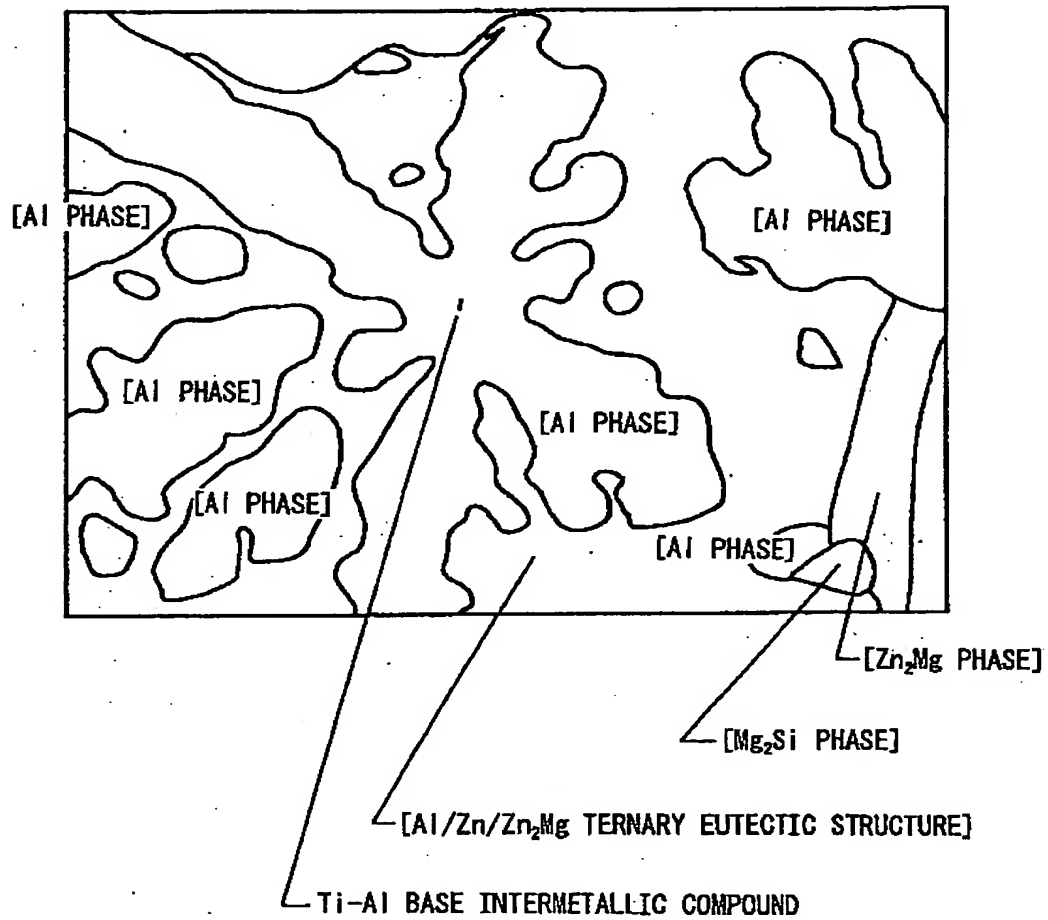 [Al PHASE]
[Al PHASE]
[Al PHASE]
[Al PHASE]
[Al PHASE]
[Al PHASE]
[Zn₂Mg PHASE]
[Mg₂Si PHASE]
[Al/Zn/Zn₂Mg TERNARY EUTECTIC STRUCTURE]
Ti-Al BASE INTERMETALLIC COMPOUND